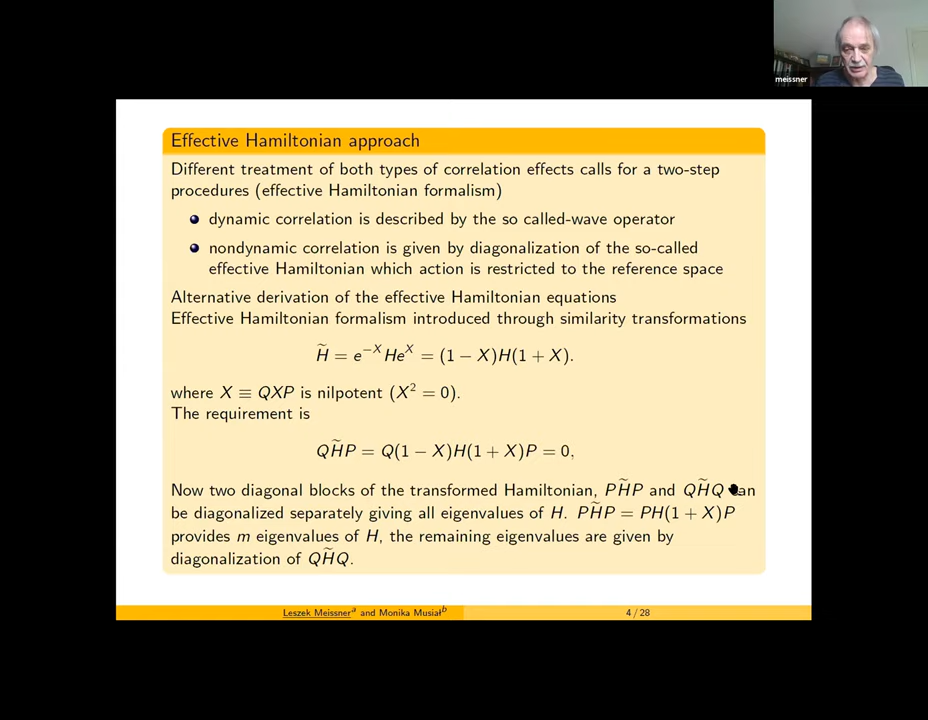 meissner
Effective Hamiltonian approach
Different treatment of both types of correlation effects calls for a two-step
procedures (effective Hamiltonian formalism)
dynamic correlation is described by the so called-wave operator
nondynamic correlation is given by diagonalization of the so-called
effective Hamiltonian which action is restricted to the reference space
Alternative derivation of the effective Hamiltonian equations
Effective Hamiltonian formalism introduced through similarity transformations
H̃ = e^{−X} He^{X} = (1 − X)H(1 + X).
where X ≡ QXP is nilpotent (X² = 0).
The requirement is
QH̃P = Q(1 − X)H(1 + X)P = 0,
Now two diagonal blocks of the transformed Hamiltonian, PH̃P and QH̃Q can
be diagonalized separately giving all eigenvalues of H. PH̃P = PH(1 + X)P
provides m eigenvalues of H, the remaining eigenvalues are given by
diagonalization of QH̃Q.
Leszek Meissnerᵃ and Monika Musiałᵇ 4 / 28